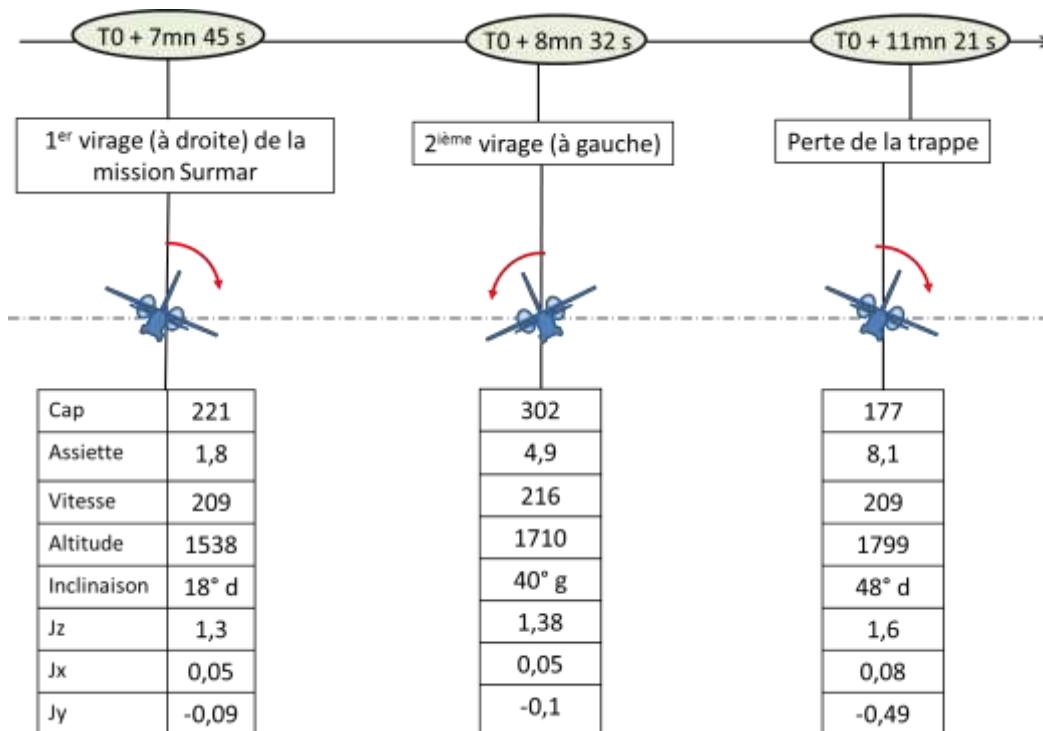 T0 + 7mn 45 s
T0 + 8mn 32 s
T0 + 11mn 21 s
1er virage (à droite) de la
mission Surmar
2ième virage (à gauche)
Perte de la trappe
Cap 221 302 177
Assiette 1,8 4,9 8,1
Vitesse 209 216 209
Altitude 1538 1710 1799
Inclinaison 18° d 40° g 48° d
Jz 1,3 1,38 1,6
Jx 0,05 0,05 0,08
Jy -0,09 -0,1 -0,49